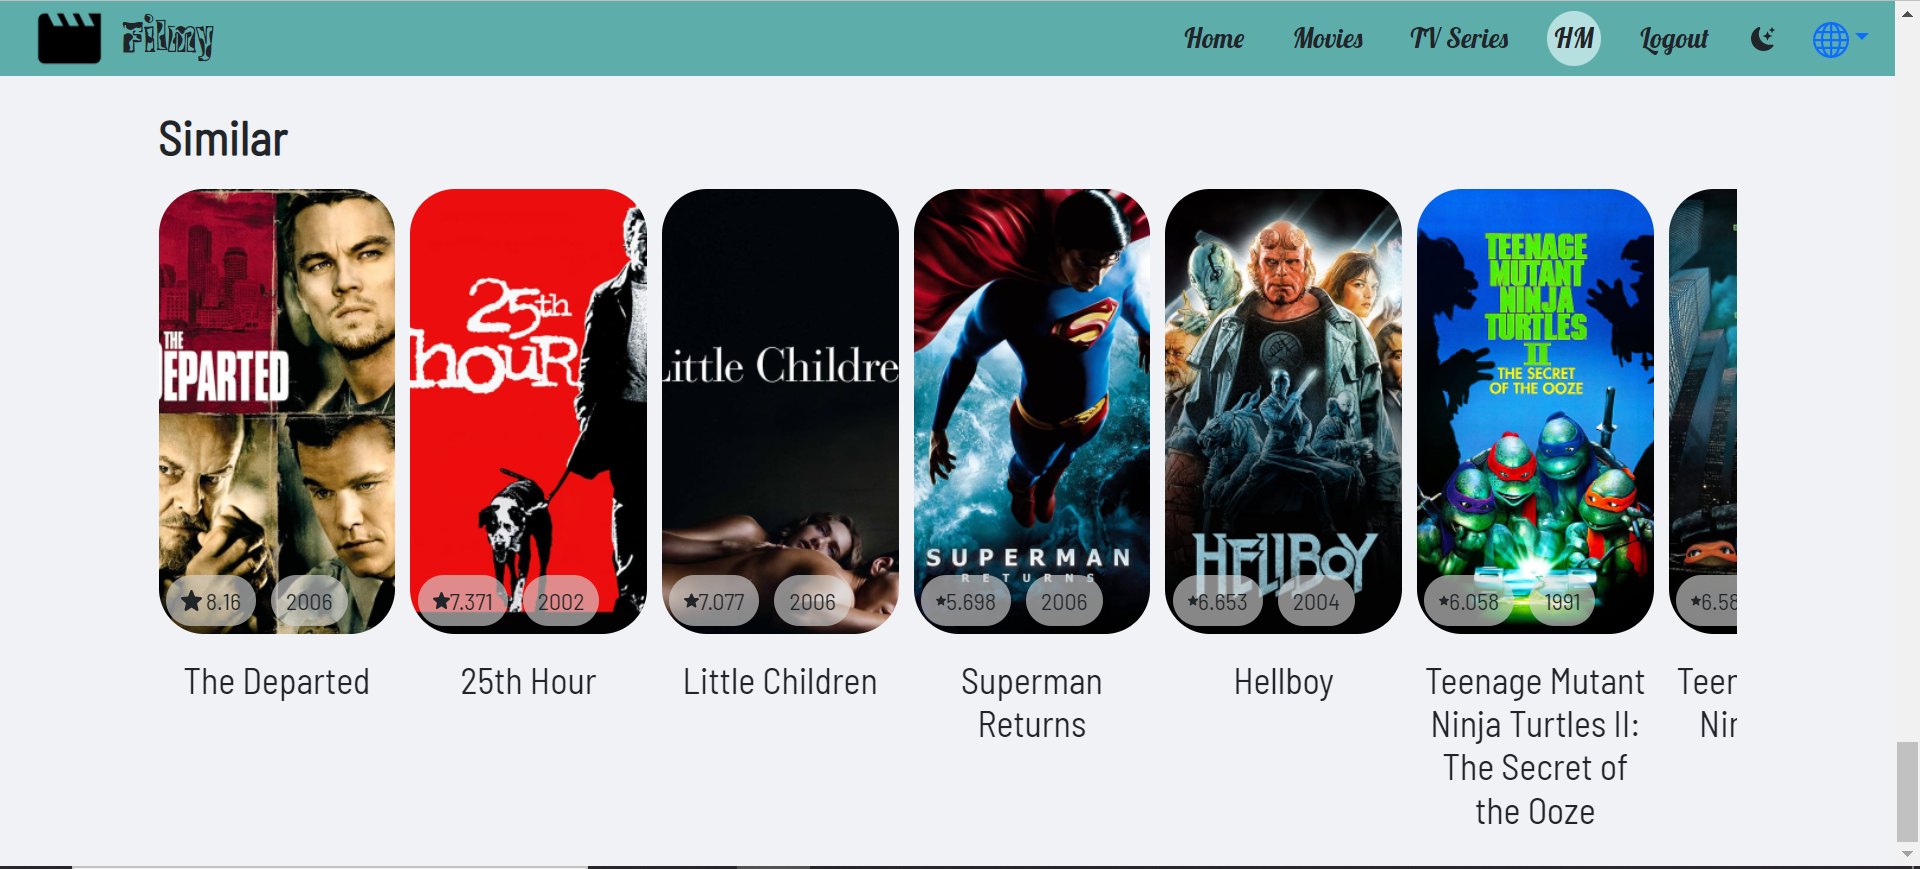 Filmy
Home Movies TV Series HM Logout
Similar
THE
DEPARTED
25th
hour
Little Childre
SUPERMAN
RETURNS
HELLBOY
TEENAGE
MUTANT
NINJA
TURTLES
II
THE SECRET
OF THE OOZE
8.16 2006
7.371 2002
7.077 2006
5.698 2006
6.653 2004
6.058 1991
6.58
The Departed
25th Hour
Little Children
Superman
Returns
Hellboy
Teenage Mutant
Ninja Turtles II:
The Secret of
the Ooze
Teen
Nin